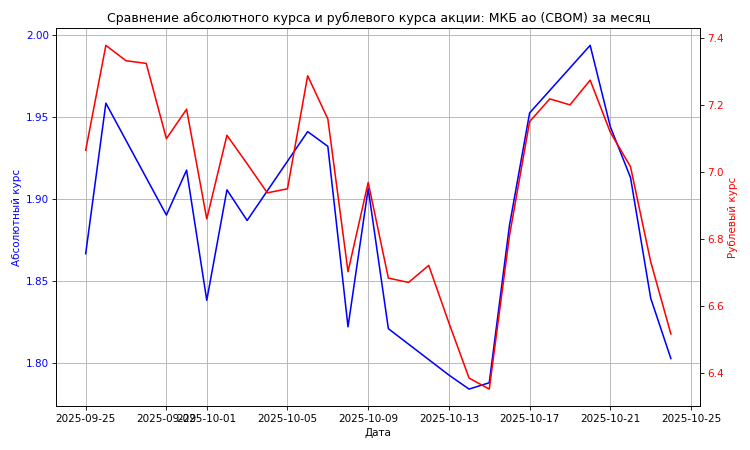 Сравнение абсолютного курса и рублевого курса акции: МКБ ао (CBOM) за месяц
2.00
1.95
1.90
1.85
1.80
Абсолютный курс
7.4
7.2
7.0
6.8
6.6
6.4
Рублевый курс
2025-09-25 2025-09-29 2025-10-01 2025-10-05 2025-10-09 2025-10-13 2025-10-17 2025-10-21 2025-10-25
Дата